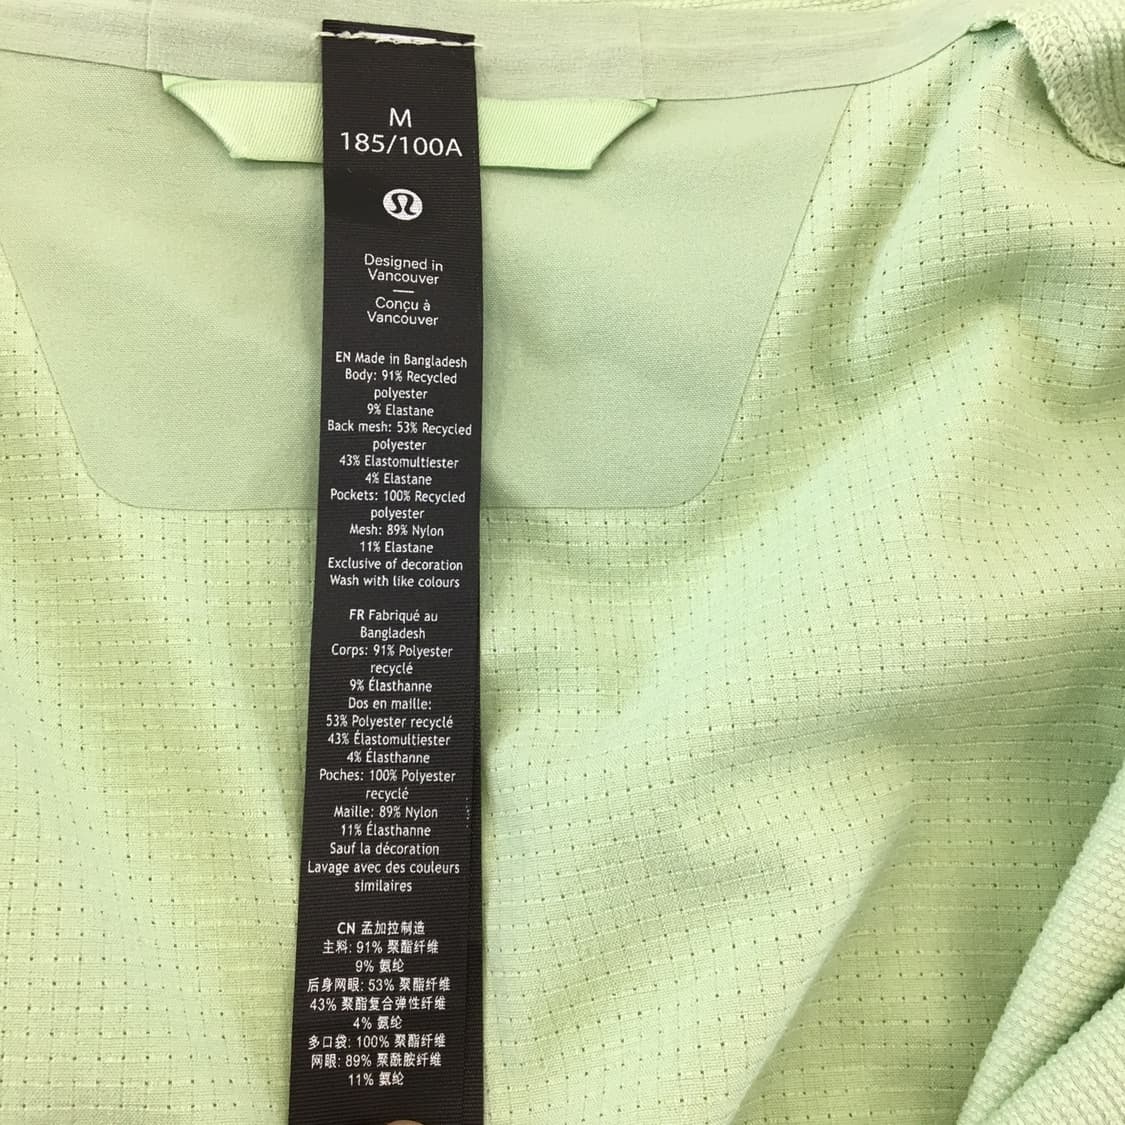 M
185/100A
Designed in
Vancouver
Conçu à
Vancouver
EN Made in Bangladesh
Body: 91% Recycled
polyester
9% Elastane
Back mesh: 53% Recycled
polyester
43% Elastomultiester
4% Elastane
Pockets: 100% Recycled
polyester
Mesh: 89% Nylon
11% Elastane
Exclusive of decoration
Wash with like colours
FR Fabriqué au
Bangladesh
Corps: 91% Polyester
recyclé
9% Élasthanne
Dos en maille:
53% Polyester recyclé
43% Élastomultiester
4% Élasthanne
Poches: 100% Polyester
recyclé
Maille: 89% Nylon
11% Élasthanne
Sauf la décoration
Lavage avec des couleurs
similaires
CN 孟加拉制造
主料: 91% 聚酯纤维
9% 氨纶
后身网眼: 53% 聚酯纤维
43% 聚酯复合弹性纤维
4% 氨纶
多口袋: 100% 聚酯纤维
网眼: 89% 聚酰胺纤维
11% 氨纶